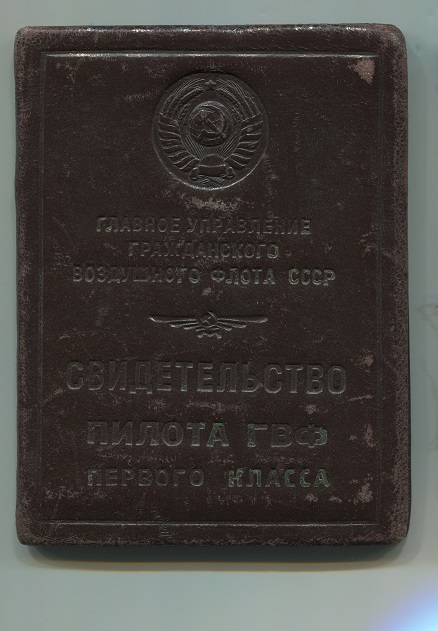 ГЛАВНОЕ УПРАВЛЕНИЕ
ГРАЖДАНСКОГО
ВОЗДУШНОГО ФЛОТА СССР
СВИДЕТЕЛЬСТВО
ПИЛОТА ГВФ
ПЕРВОГО КЛАССА